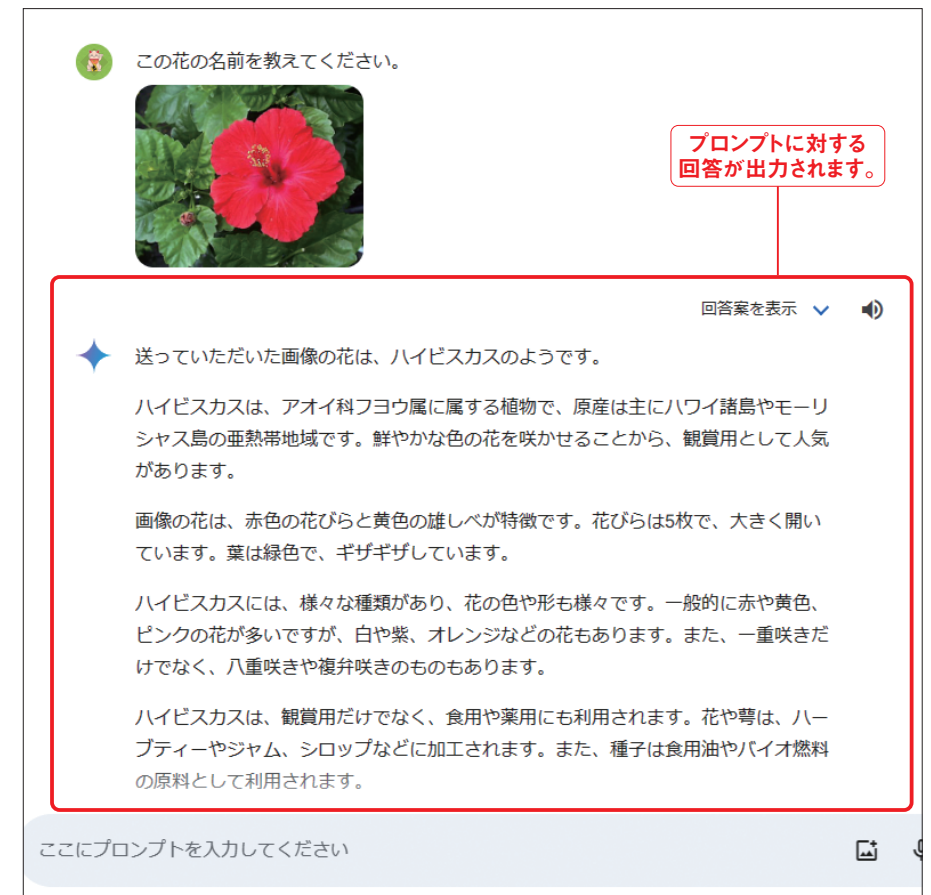 この花の名前を教えてください。
プロンプトに対する
回答が出力されます。
回答案を表示
送っていただいた画像の花は、ハイビスカスのようです。
ハイビスカスは、アオイ科フヨウ属に属する植物で、原産は主にハワイ諸島やモーリ
シャス島の亜熱帯地域です。鮮やかな色の花を咲かせることから、観賞用として人気
があります。
画像の花は、赤色の花びらと黄色の雄しべが特徴です。花びらは5枚で、大きく開い
ています。葉は緑色で、ギザギザしています。
ハイビスカスには、様々な種類があり、花の色や形も様々です。一般的に赤や黄色、
ピンクの花が多いですが、白や紫、オレンジなどの花もあります。また、一重咲きだ
けでなく、八重咲きや複弁咲きのものもあります。
ハイビスカスは、観賞用だけでなく、食用や薬用にも利用されます。花や萼は、ハー
ブティーやジャム、シロップなどに加工されます。また、種子は食用油やバイオ燃料
の原料として利用されます。
ここにプロンプトを入力してください